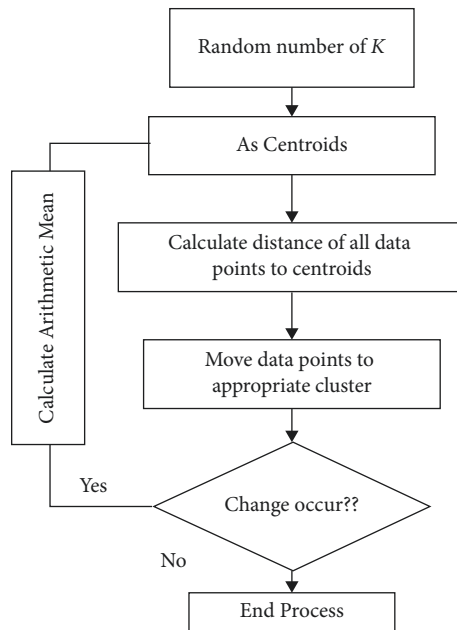 Random number of K
As Centroids
Calculate distance of all data
points to centroids
Move data points to
appropriate cluster
Calculate Arithmetic Mean
Yes
Change occur??
No
End Process